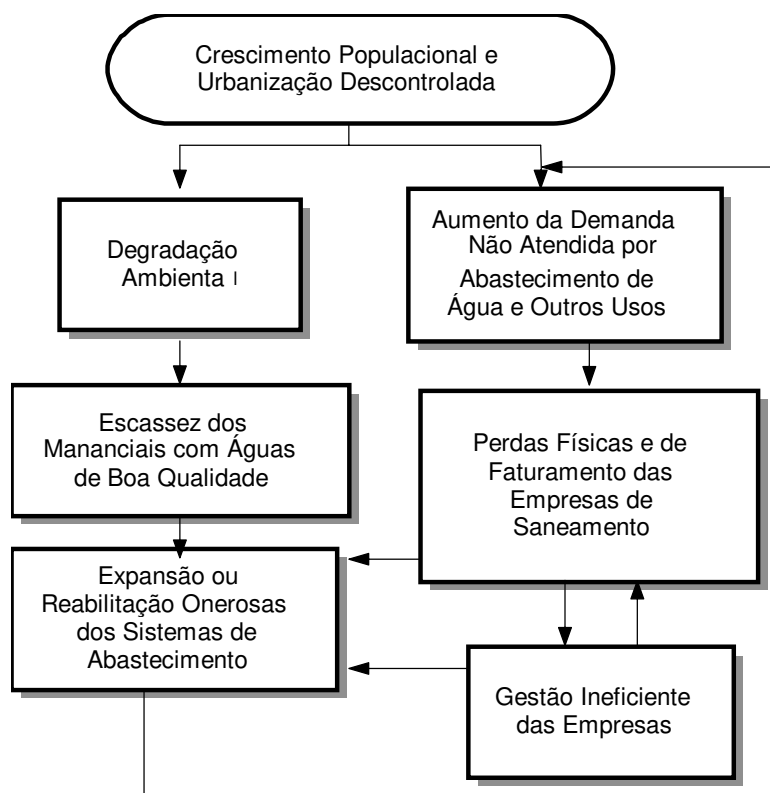 Crescimento Populacional e
Urbanização Descontrolada
Degradação
Ambienta l
Aumento da Demanda
Não Atendida por
Abastecimento de
Água e Outros Usos
Escassez dos
Mananciais com Águas
de Boa Qualidade
Perdas Físicas e de
Faturamento das
Empresas de
Saneamento
Expansão ou
Reabilitação Onerosas
dos Sistemas de
Abastecimento
Gestão Ineficiente
das Empresas